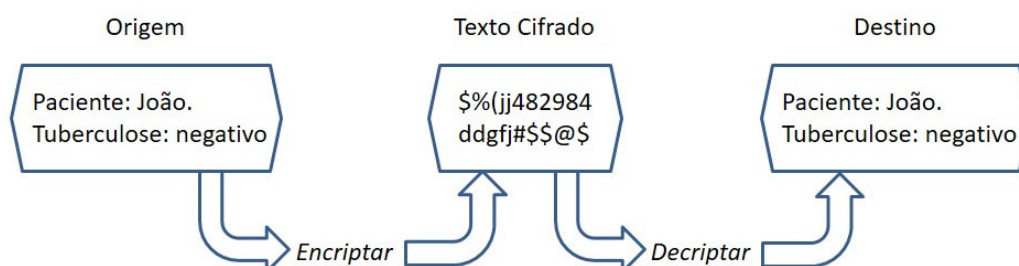 Origem
Texto Cifrado
Destino
Paciente: João.
Tuberculose: negativo
$%(jj482984
ddgfj#$$@$
Paciente: João.
Tuberculose: negativo
Encriptar
Decriptar